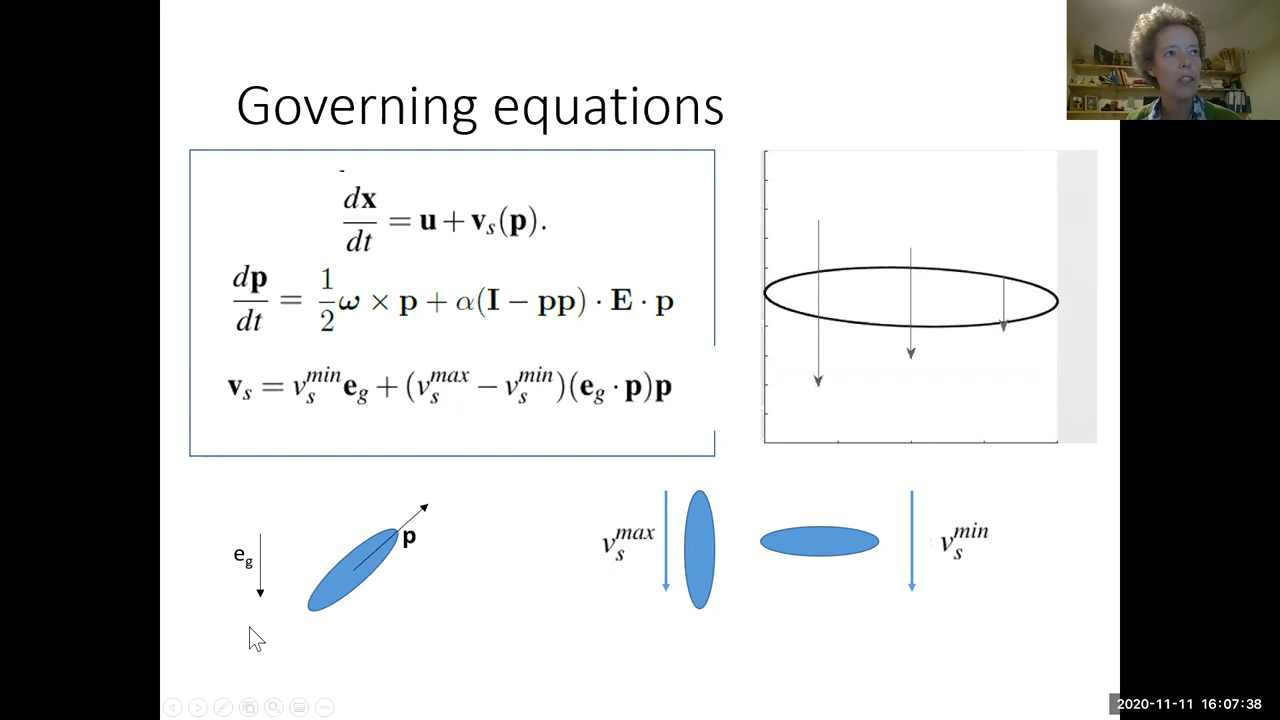 Governing equations
dx/dt = u + v_s(p).
dp/dt = 1/2 ω × p + α(I − pp) · E · p
v_s = v_s^min e_g + (v_s^max − v_s^min)(e_g · p)p
e_g
p
v_s^max
v_s^min
2020-11-11 16:07:38